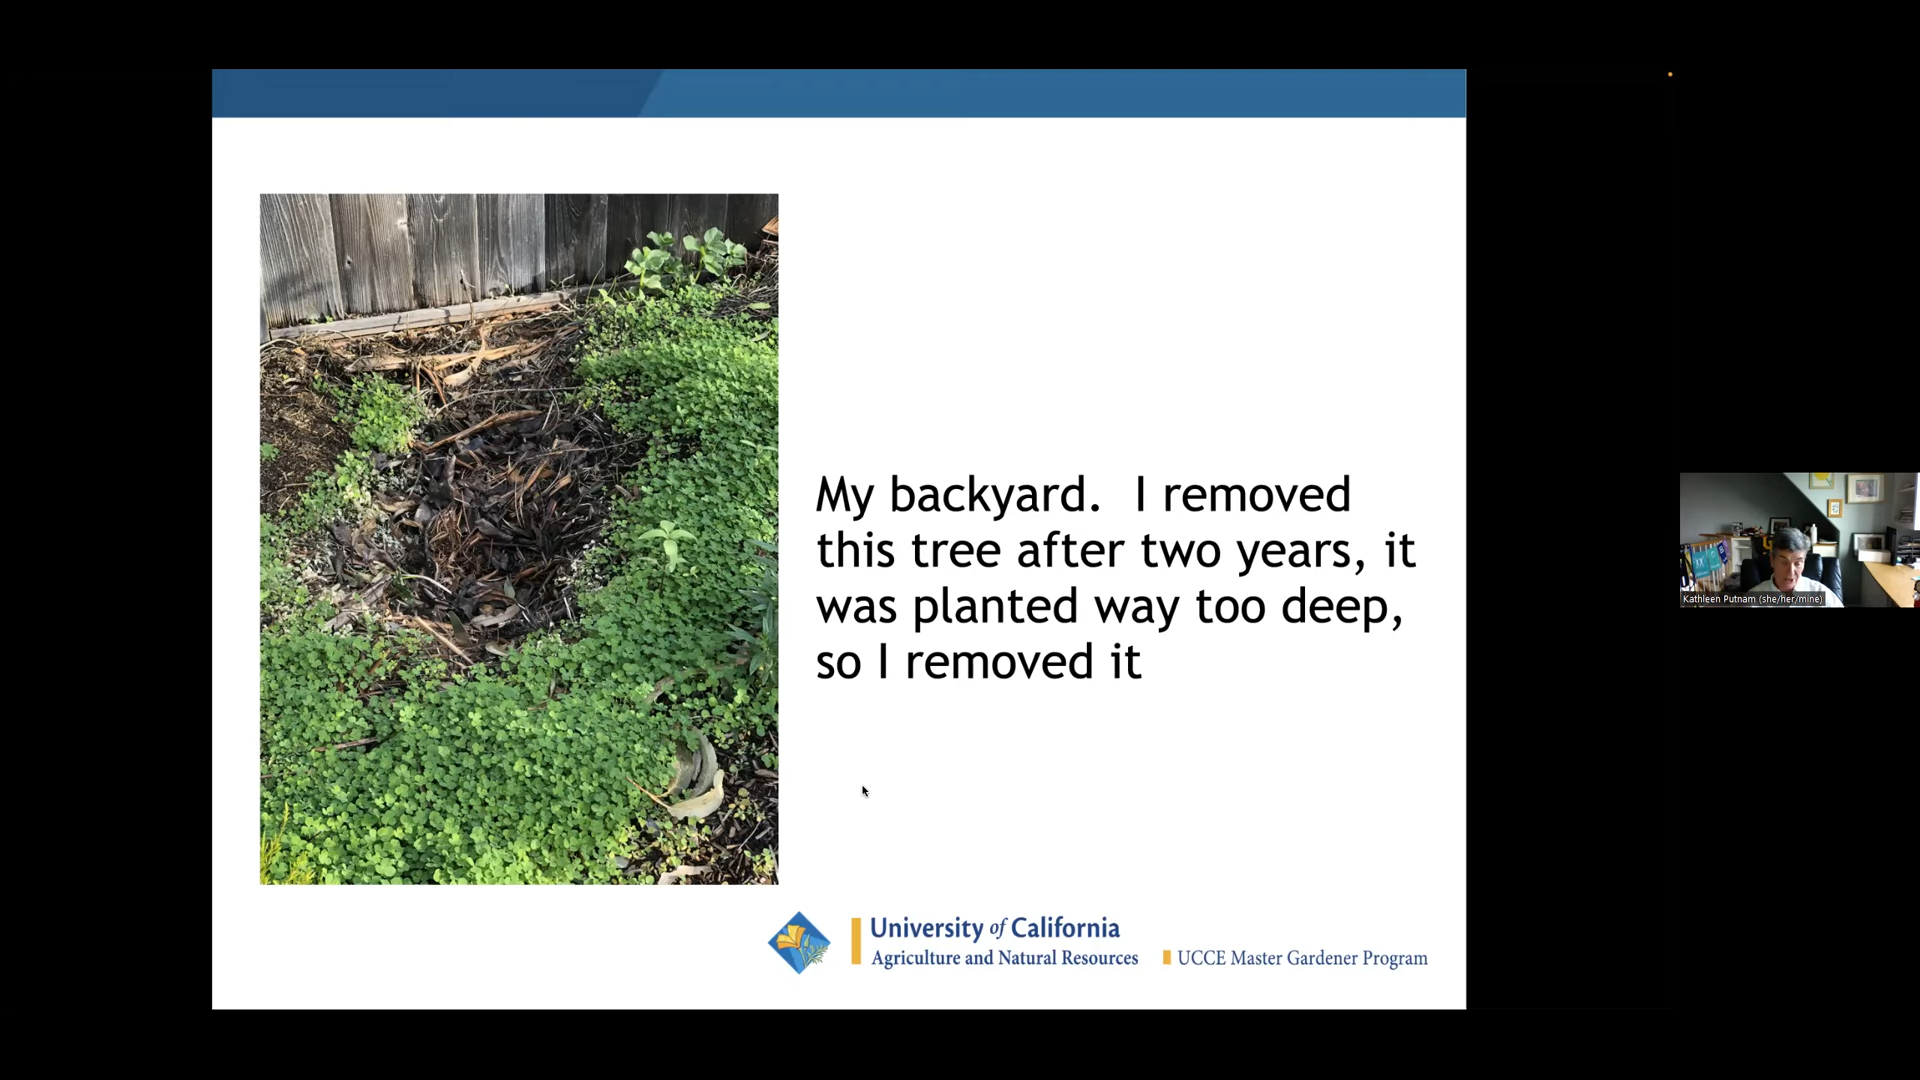 My backyard.  I removed
this tree after two years, it
was planted way too deep,
so I removed it
University of California
Agriculture and Natural Resources
UCCE Master Gardener Program
Kathleen Putnam (she/her/mine)